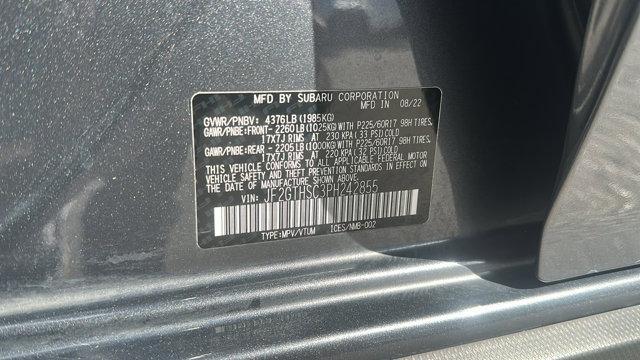 MFD BY SUBARU CORPORATION
MFD IN 08/22
GVWR/PNBV: 4376LB(1985KG)
GAWR/PNBE:FRONT- 2260LB(1025KG)WITH P225/60R17 98H TIRES,
17X7J RIMS AT 230 KPA(33 PSI)COLD
GAWR/PNBE:REAR - 2205LB(1000KG)WITH P225/60R17 98H TIRES,
17X7J RIMS AT 220 KPA(32 PSI)COLD
THIS VEHICLE CONFORMS TO ALL APPLICABLE FEDERAL MOTOR
VEHICLE SAFETY AND THEFT PREVENTION STANDARDS IN EFFECT ON
THE DATE OF MANUFACTURE SHOWN ABOVE.
VIN: JF2GTHSC3PH242855
TYPE:MPV/VTUM ICES/NMB-002